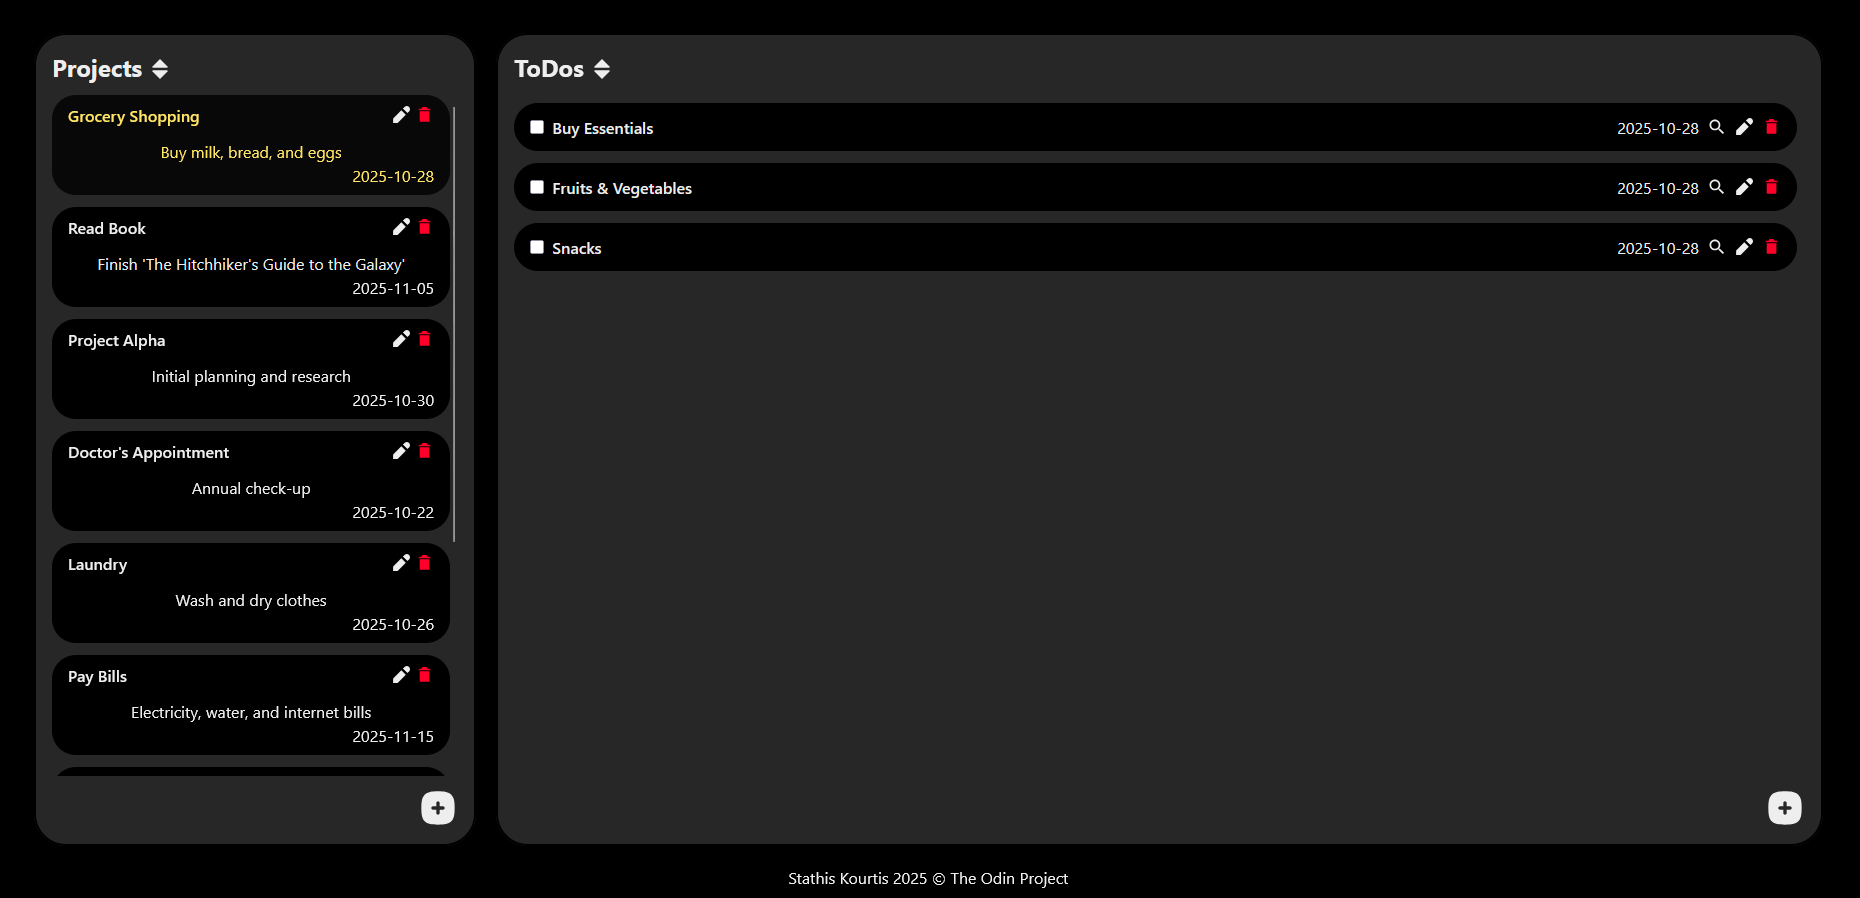 Projects
Grocery Shopping
Buy milk, bread, and eggs
2025-10-28
Read Book
Finish 'The Hitchhiker's Guide to the Galaxy'
2025-11-05
Project Alpha
Initial planning and research
2025-10-30
Doctor's Appointment
Annual check-up
2025-10-22
Laundry
Wash and dry clothes
2025-10-26
Pay Bills
Electricity, water, and internet bills
2025-11-15
ToDos
Buy Essentials 2025-10-28
Fruits & Vegetables 2025-10-28
Snacks 2025-10-28
Stathis Kourtis 2025 © The Odin Project